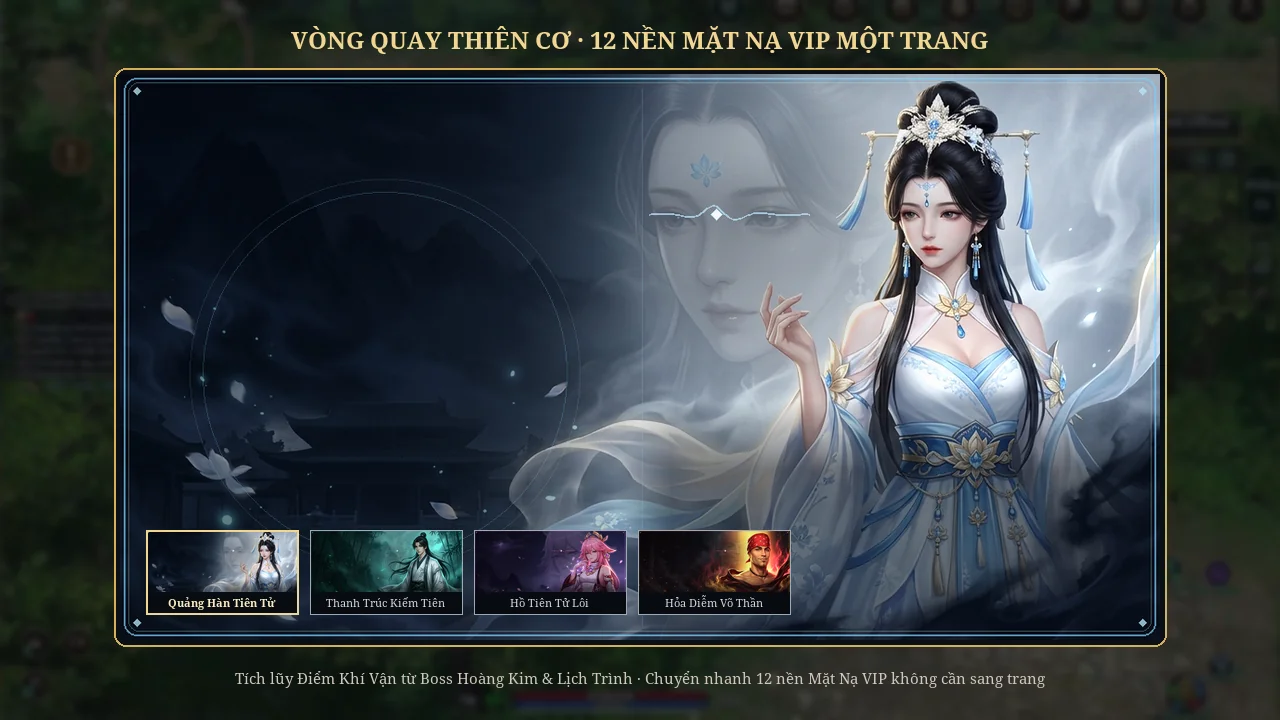 VÒNG QUAY THIÊN CƠ · 12 NỀN MẶT NẠ VIP MỘT TRANG
Quảng Hàn Tiên Tử
Thanh Trúc Kiếm Tiên
Hồ Tiên Tử Lôi
Hỏa Diễm Võ Thần
Tích lũy Điểm Khí Vận từ Boss Hoàng Kim & Lịch Trình · Chuyển nhanh 12 nền Mặt Nạ VIP không cần sang trang